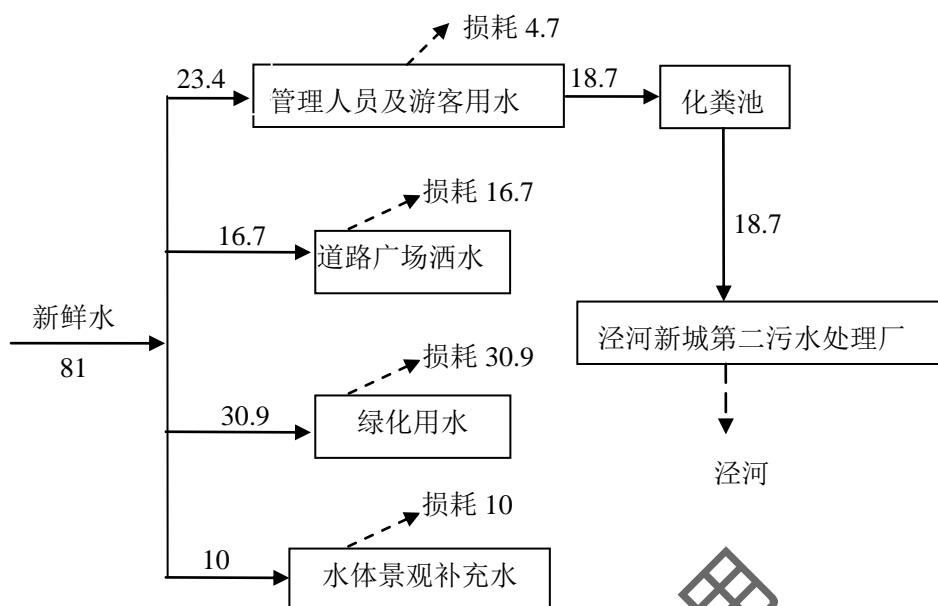 损耗 4.7
23.4
管理人员及游客用水
18.7
化粪池
损耗 16.7
16.7
道路广场洒水
18.7
新鲜水
81
泾河新城第二污水处理厂
损耗 30.9
30.9
绿化用水
泾河
损耗 10
10
水体景观补充水